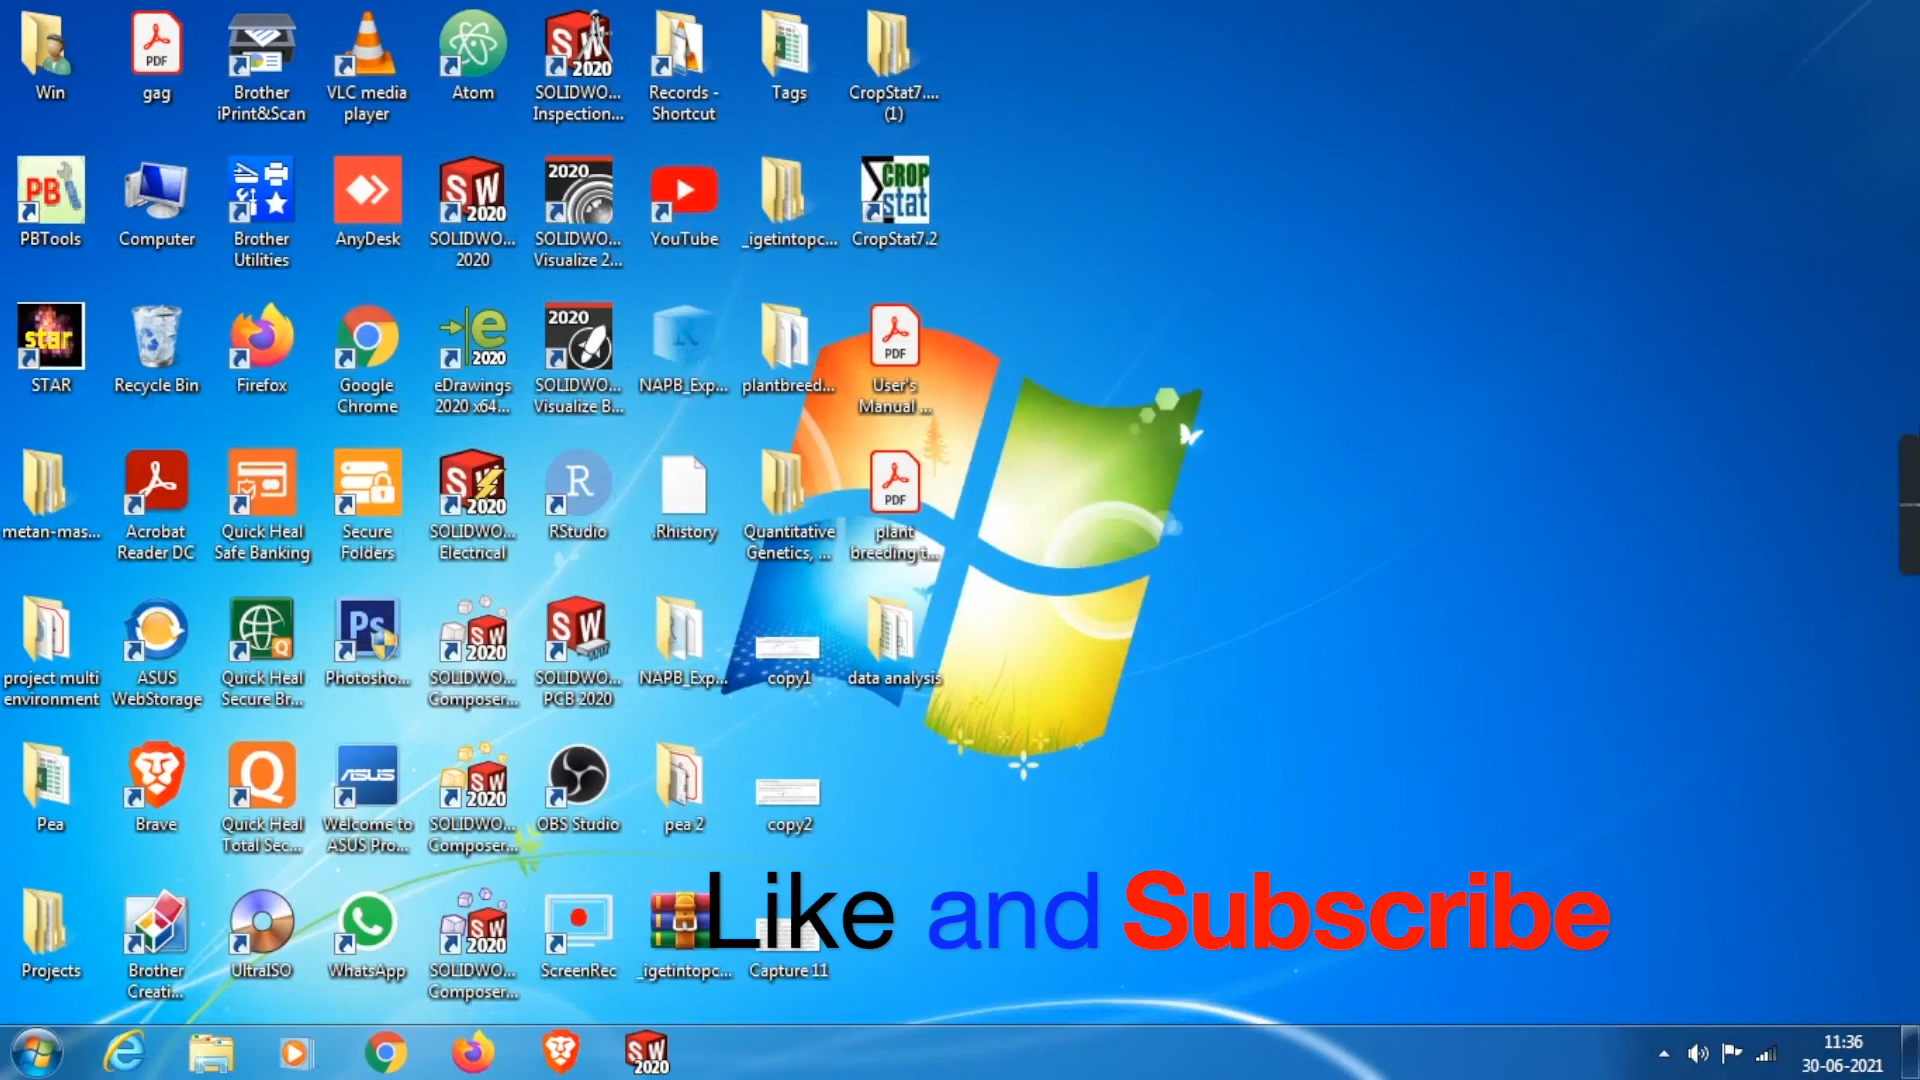 Win
gag
Brother
iPrint&Scan
VLC media
player
Atom
SOLIDWO...
Inspection...
Records -
Shortcut
Tags
CropStat7....
(1)
PBTools
Computer
Brother
Utilities
AnyDesk
SOLIDWO...
2020
SOLIDWO...
Visualize 2...
YouTube
_igetintopc...
CropStat7.2
STAR
Recycle Bin
Firefox
Google
Chrome
eDrawings
2020 x64...
SOLIDWO...
Visualize B...
NAPB_Exp...
plantbreed...
User's
Manual ...
metan-mas...
Acrobat
Reader DC
Quick Heal
Safe Banking
Secure
Folders
SOLIDWO...
Electrical
RStudio
.Rhistory
Quantitative
Genetics, ...
plant
breeding t...
project multi
environment
ASUS
WebStorage
Quick Heal
Secure Br...
Photosho...
SOLIDWO...
Composer...
SOLIDWO...
PCB 2020
NAPB_Exp...
copy1
data analysis
Pea
Brave
Quick Heal
Total Sec...
Welcome to
ASUS Pro...
SOLIDWO...
Composer...
OBS Studio
pea 2
copy2
Like and Subscribe
Projects
Brother
Creati...
UltraISO
WhatsApp
SOLIDWO...
Composer...
ScreenRec
_igetintopc...
Capture 11
11:36
30-06-2021